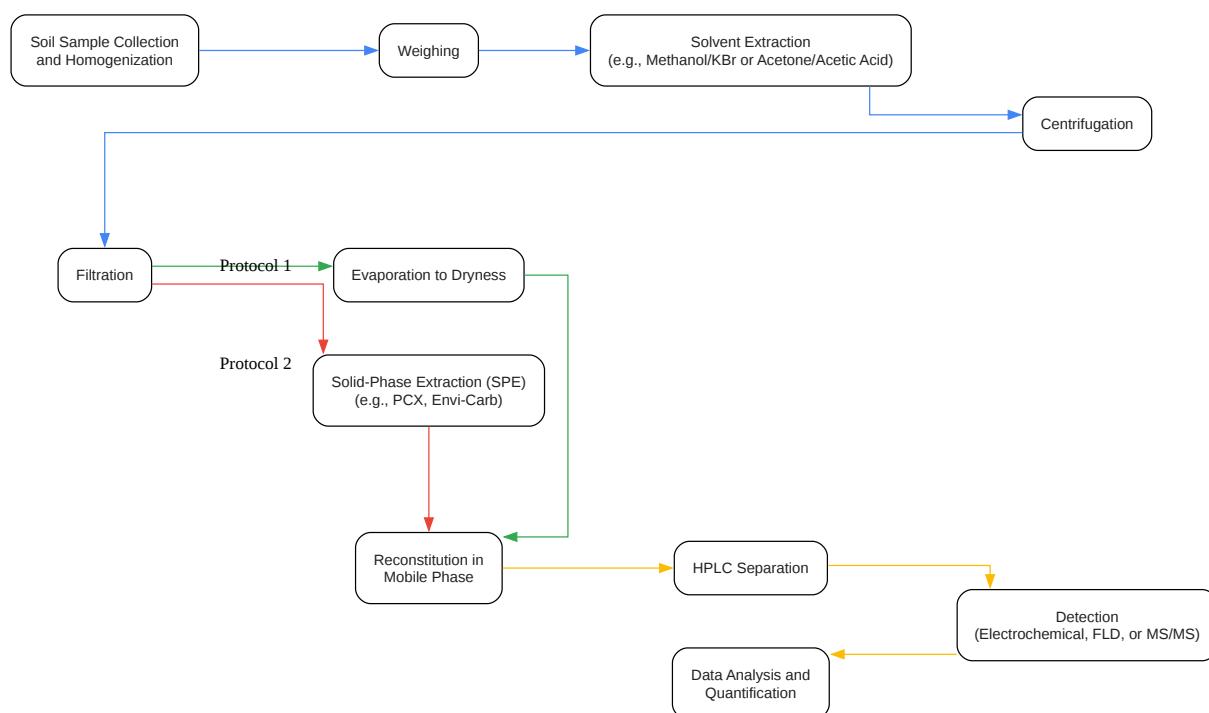 Soil Sample Collection
and Homogenization
Weighing
Solvent Extraction
(e.g., Methanol/KBr or Acetone/Acetic Acid)
Centrifugation
Filtration
Protocol 1
Evaporation to Dryness
Protocol 2
Solid-Phase Extraction (SPE)
(e.g., PCX, Envi-Carb)
Reconstitution in
Mobile Phase
HPLC Separation
Detection
(Electrochemical, FLD, or MS/MS)
Data Analysis and
Quantification